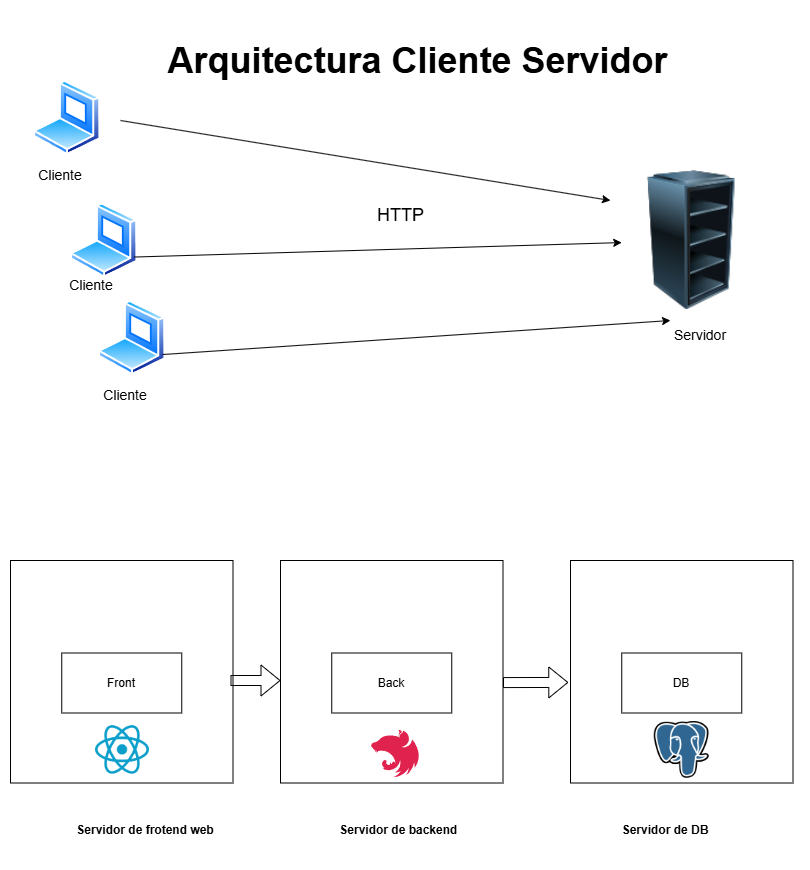 Arquitectura Cliente Servidor
Cliente
HTTP
Cliente
Servidor
Cliente
Front
Back
DB
Servidor de frotend web
Servidor de backend
Servidor de DB